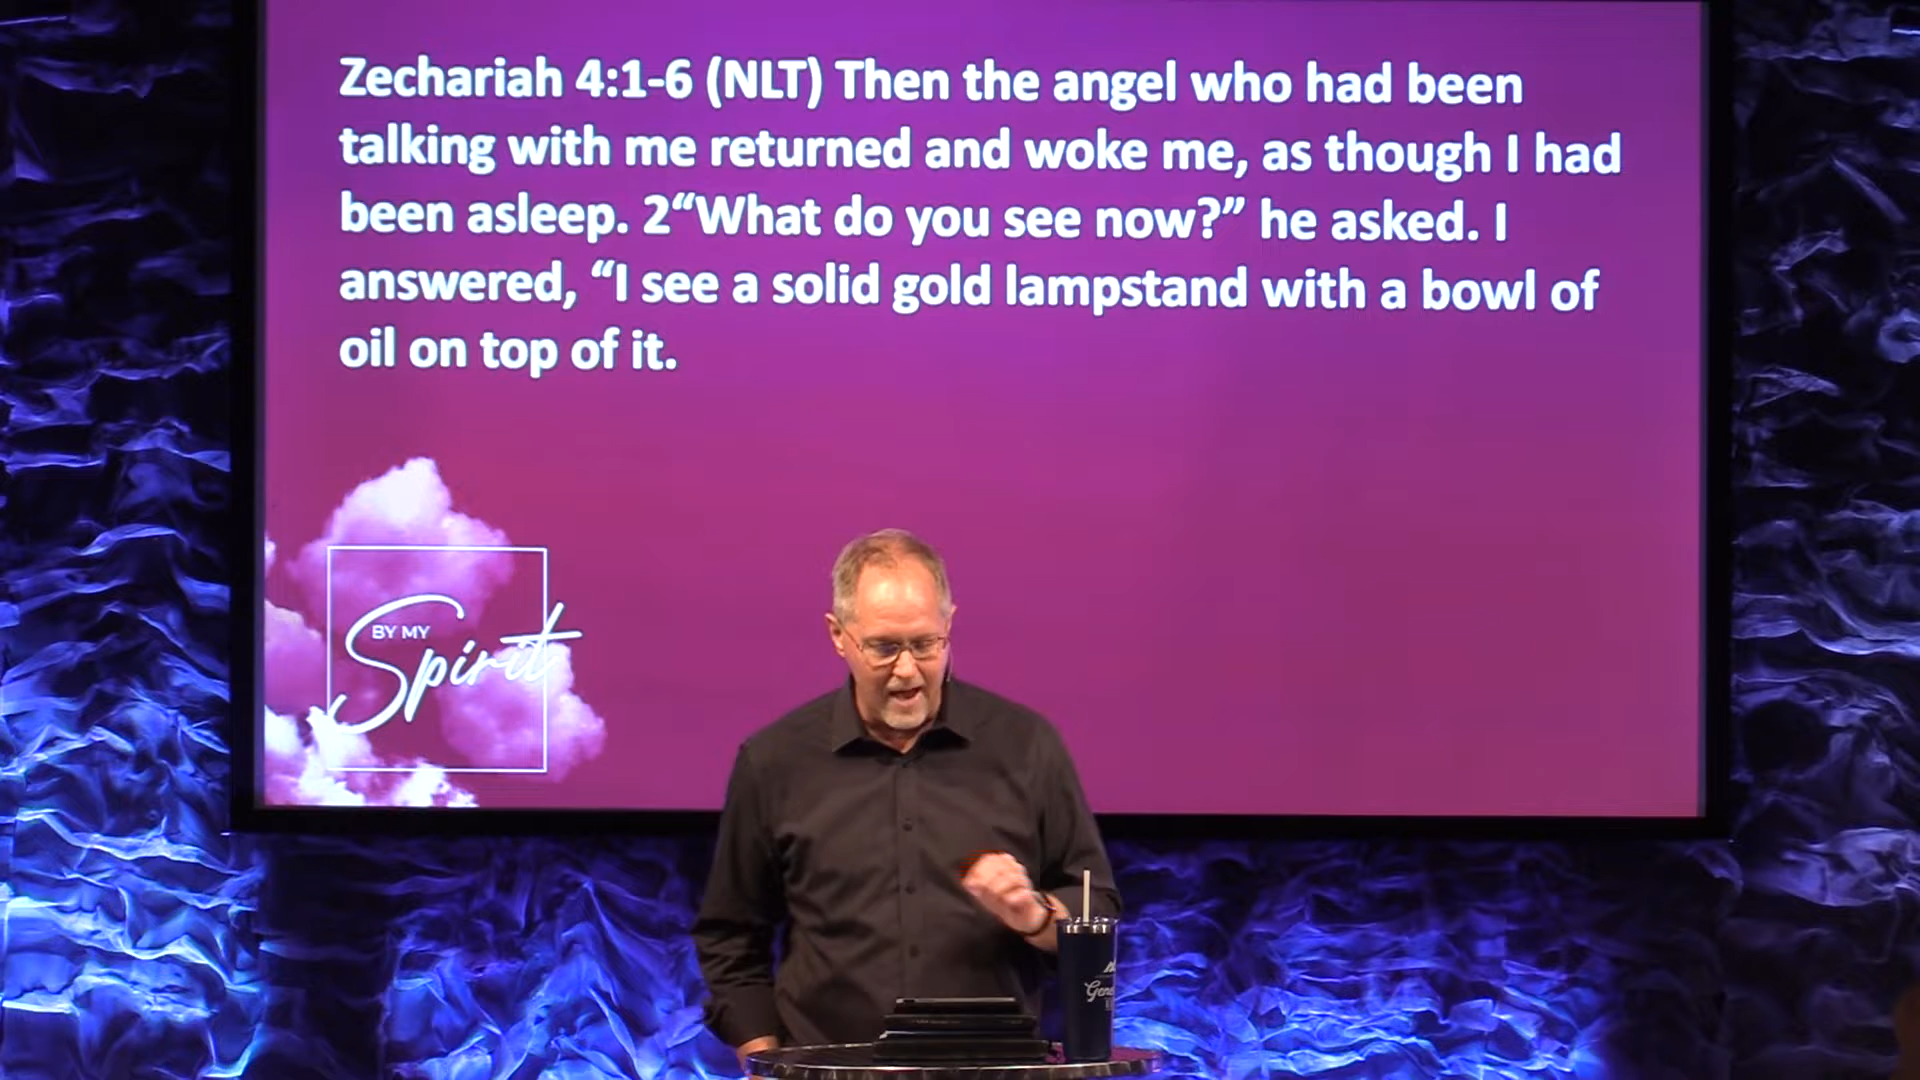 Zechariah 4:1-6 (NLT) Then the angel who had been
talking with me returned and woke me, as though I had
been asleep. 2“What do you see now?” he asked. I
answered, “I see a solid gold lampstand with a bowl of
oil on top of it.
BY MY
Spirit